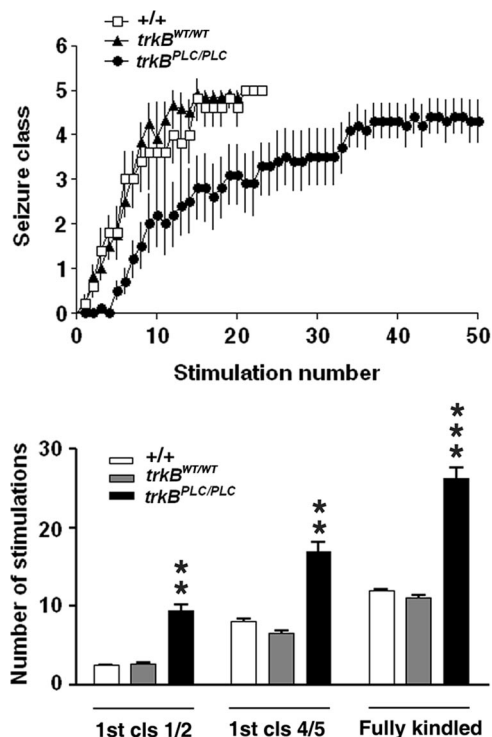 +/+
trkB^WT/WT
trkB^PLC/PLC
Seizure class
6
5
4
3
2
1
0
0 10 20 30 40 50
Stimulation number
+/+
trkB^WT/WT
trkB^PLC/PLC
Number of stimulations
30
20
10
0
**
**
***
1st cls 1/2 1st cls 4/5 Fully kindled